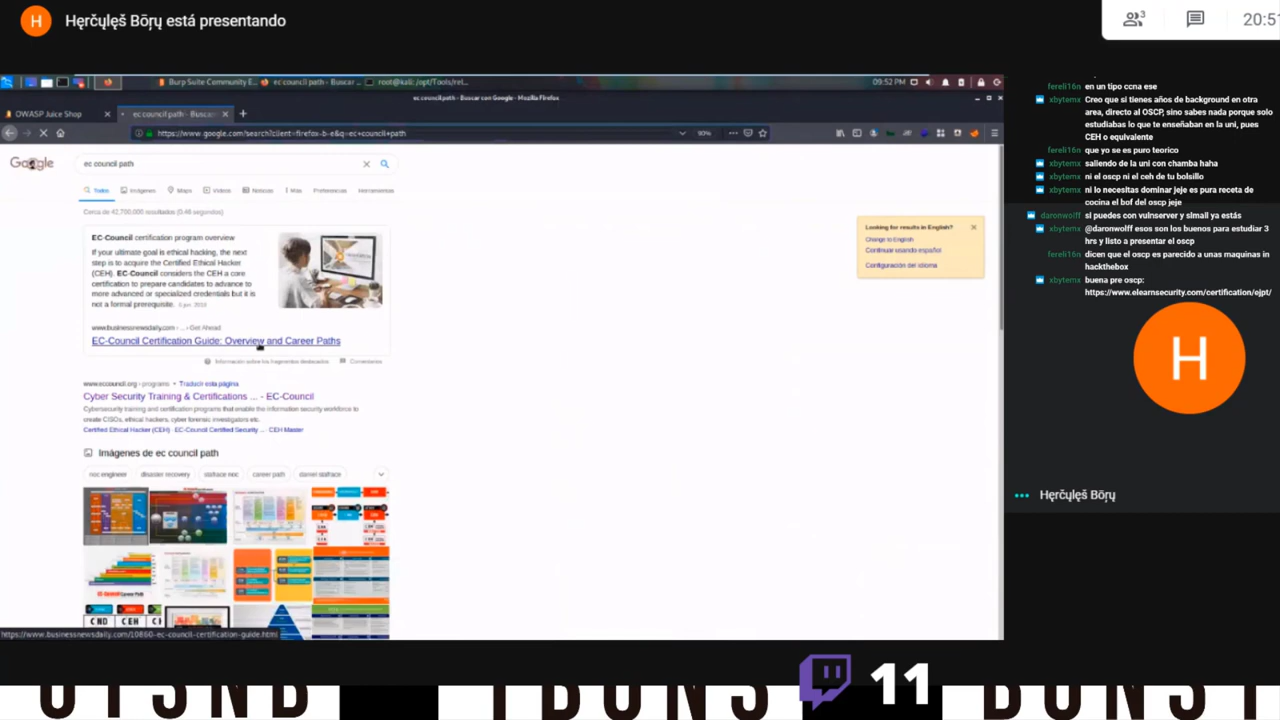 H
Hęrčųlęš Bōŗų está presentando
3
20:51
Burp Suite Community E...
ec council path - Buscar ...
root@kali: /opt/Tools/rel...
09:52 PM
ec council path - Buscar con Google - Mozilla Firefox
OWASP Juice Shop
ec council path - Buscar
https://www.google.com/search?client=firefox-b-e&q=ec+council+path
90%
Google
ec council path
Todos
Imágenes
Maps
Videos
Noticias
Más
Preferencias
Herramientas
Cerca de 42,700,000 resultados (0.46 segundos)
EC-Council certification program overview
If your ultimate goal is ethical hacking, the next
step is to acquire the Certified Ethical Hacker
(CEH). EC-Council considers the CEH a core
certification to prepare candidates to advance to
more advanced or specialized credentials but it is
not a formal prerequisite.
www.businessnewsdaily.com › ... › Get Ahead
EC-Council Certification Guide: Overview and Career Paths
Información sobre los fragmentos destacados
Comentarios
www.eccouncil.org › programs
Traducir esta página
Cyber Security Training & Certifications ... - EC-Council
Cybersecurity training and certification programs that enable the information security workforce to
create CISOs, ethical hackers, cyber forensic investigators etc.
Certified Ethical Hacker (CEH) · EC-Council Certified Security ... · CEH Master
Imágenes de ec council path
noc engineer
disaster recovery
career path
CND
CEH
https://www.businessnewsdaily.com/10860-ec-council-certification-guide.html
Looking for results in English?
Change to English
Continuar usando español
Configuración del idioma
fereli16n en un tipo ccna ese
xbytemx Creo que si tienes años de background en otra
area, directo al OSCP, sino sabes nada porque solo
estudiabas lo que te enseñaban en la uni, pues
CEH o equivalente
fereli16n que yo se es puro teorico
xbytemx saliendo de la uni con chamba haha
xbytemx ni el oscp ni el ceh de tu bolsillo
xbytemx ni lo necesitas dominar jeje es pura receta de
cocina el bof del oscp jeje
daronwolff si puedes con vulnserver y slmail ya estás
xbytemx @daronwolff esos son los buenos para estudiar 3
hrs y listo a presentar el oscp
fereli16n dicen que el oscp es parecido a unas maquinas in
hackthebox
xbytemx buena pre oscp:
https://www.elearnsecurity.com/certification/ejpt/
H
Hęrčųlęš Bōŗų
11